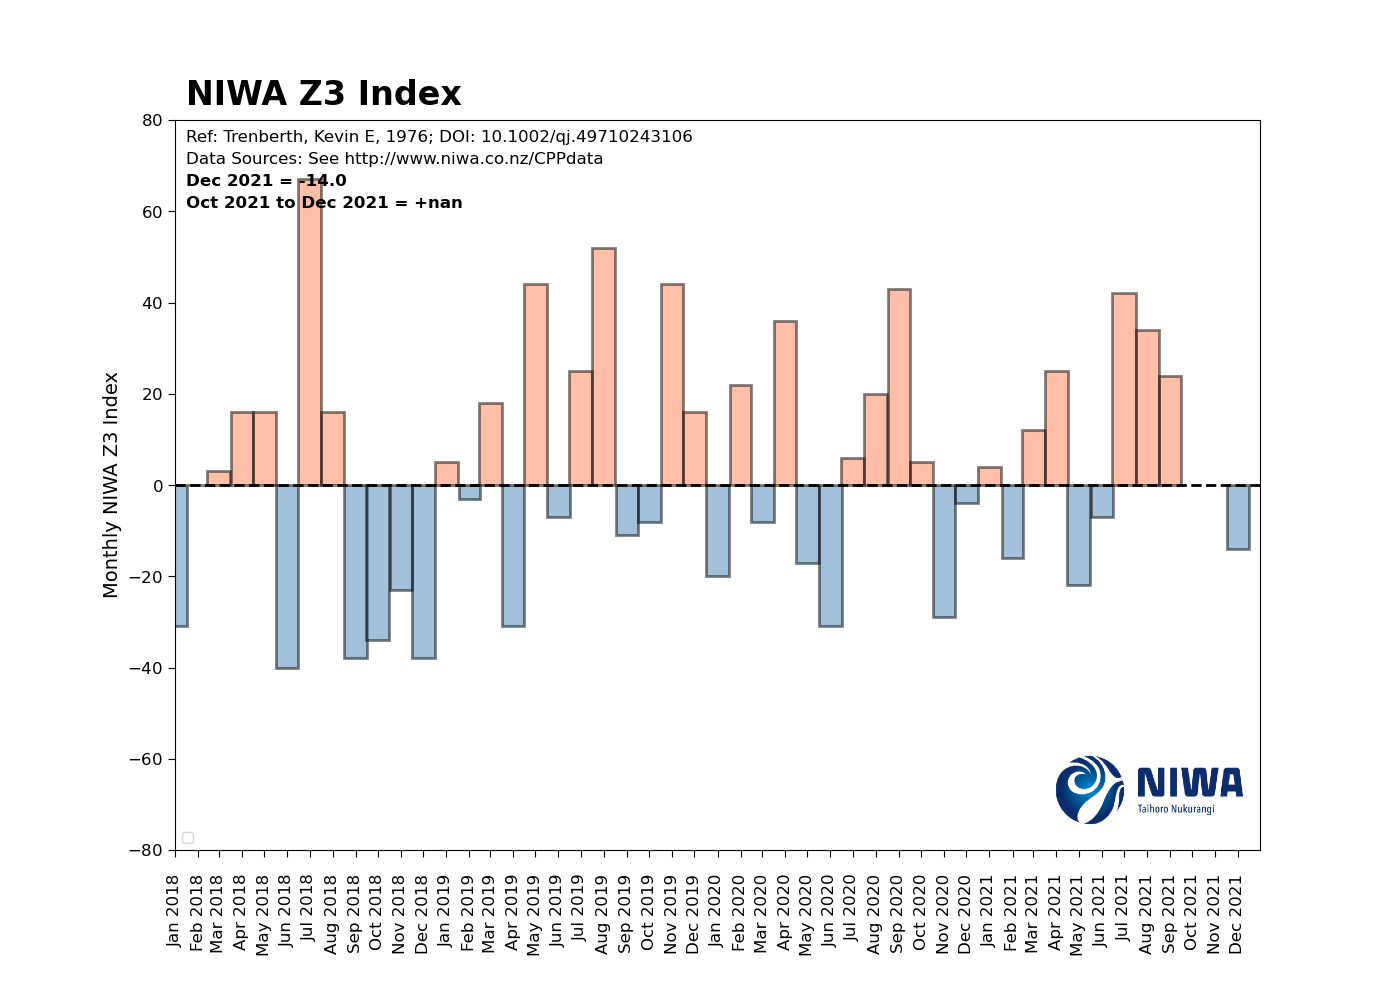 NIWA Z3 Index
Ref: Trenberth, Kevin E, 1976; DOI: 10.1002/qj.49710243106
Data Sources: See http://www.niwa.co.nz/CPPdata
Dec 2021 = -14.0
Oct 2021 to Dec 2021 = +nan
Monthly NIWA Z3 Index
80
60
40
20
0
−20
−40
−60
−80
NIWA
Taihoro Nukurangi
Jan 2018
Feb 2018
Mar 2018
Apr 2018
May 2018
Jun 2018
Jul 2018
Aug 2018
Sep 2018
Oct 2018
Nov 2018
Dec 2018
Jan 2019
Feb 2019
Mar 2019
Apr 2019
May 2019
Jun 2019
Jul 2019
Aug 2019
Sep 2019
Oct 2019
Nov 2019
Dec 2019
Jan 2020
Feb 2020
Mar 2020
Apr 2020
May 2020
Jun 2020
Jul 2020
Aug 2020
Sep 2020
Oct 2020
Nov 2020
Dec 2020
Jan 2021
Feb 2021
Mar 2021
Apr 2021
May 2021
Jun 2021
Jul 2021
Aug 2021
Sep 2021
Oct 2021
Nov 2021
Dec 2021